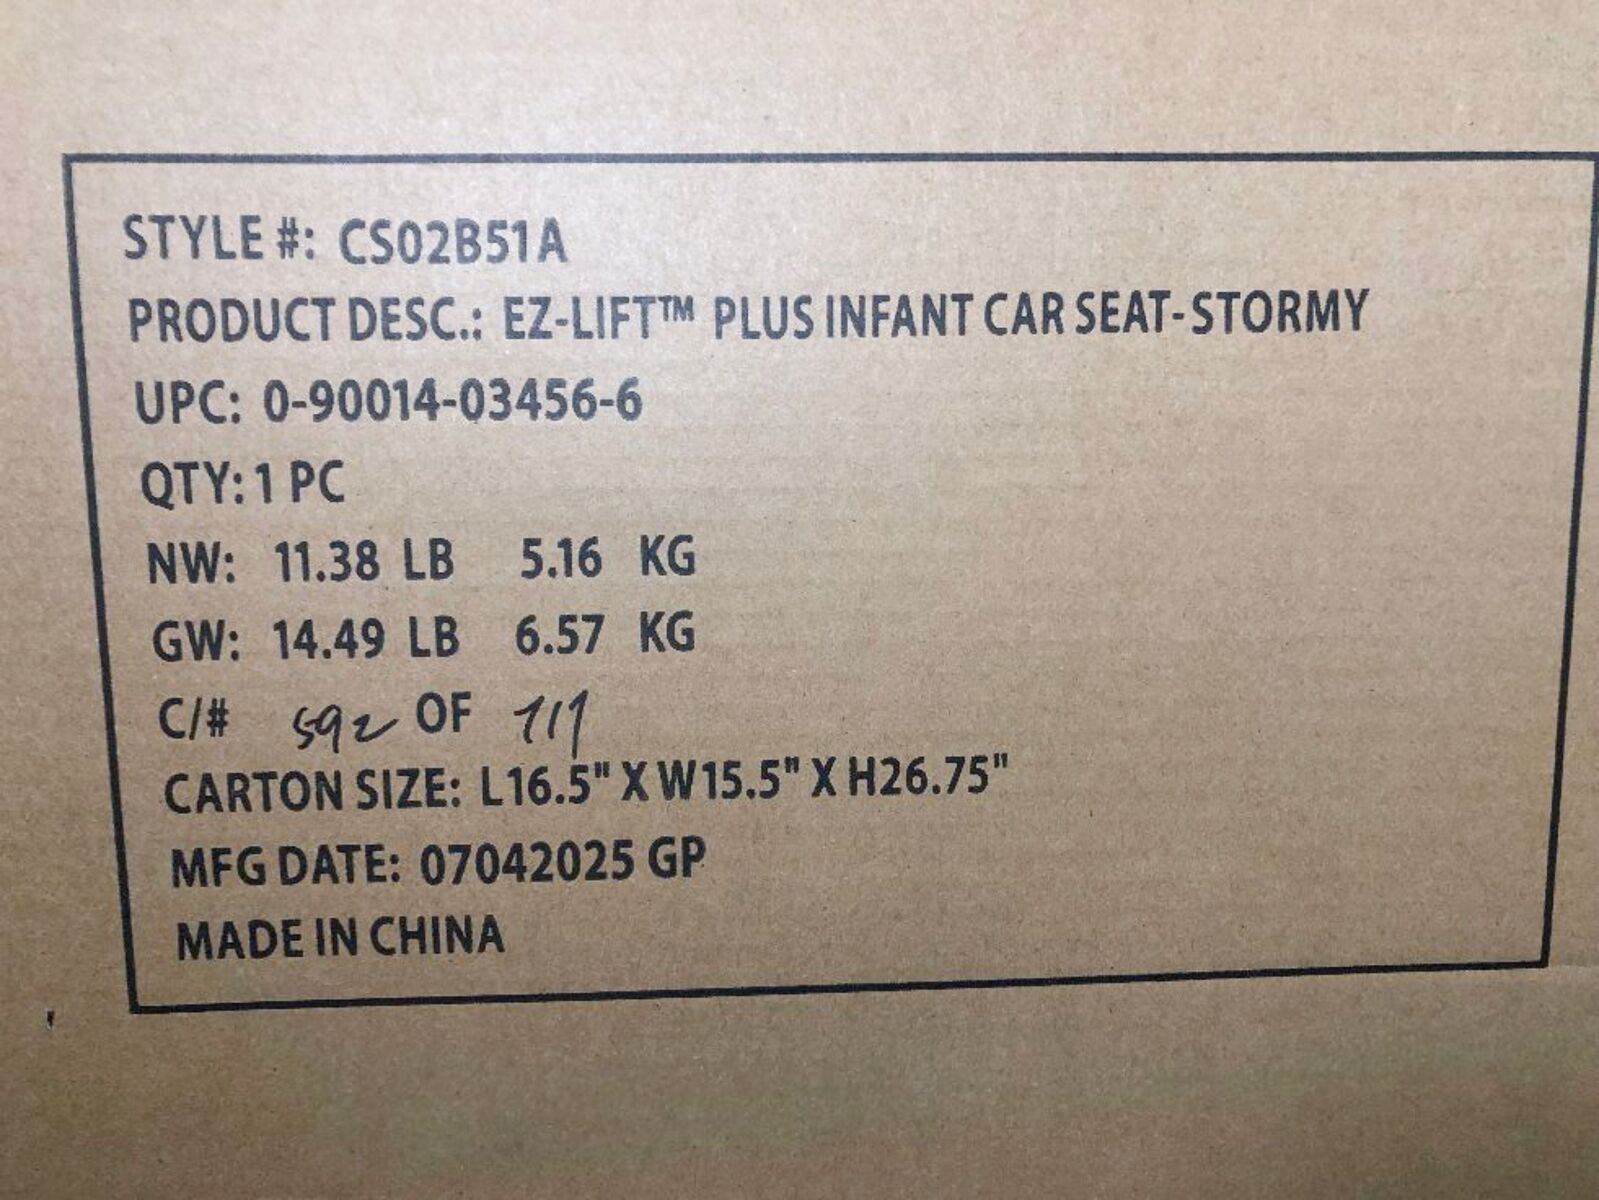 STYLE #: CS02B51A
PRODUCT DESC.: EZ-LIFT™ PLUS INFANT CAR SEAT-STORMY
UPC: 0-90014-03456-6
QTY: 1 PC
NW: 11.38 LB 5.16 KG
GW: 14.49 LB 6.57 KG
C/# 592 OF
CARTON SIZE: L16.5" X W15.5" X H26.75"
MFG DATE: 07042025 GP
MADE IN CHINA